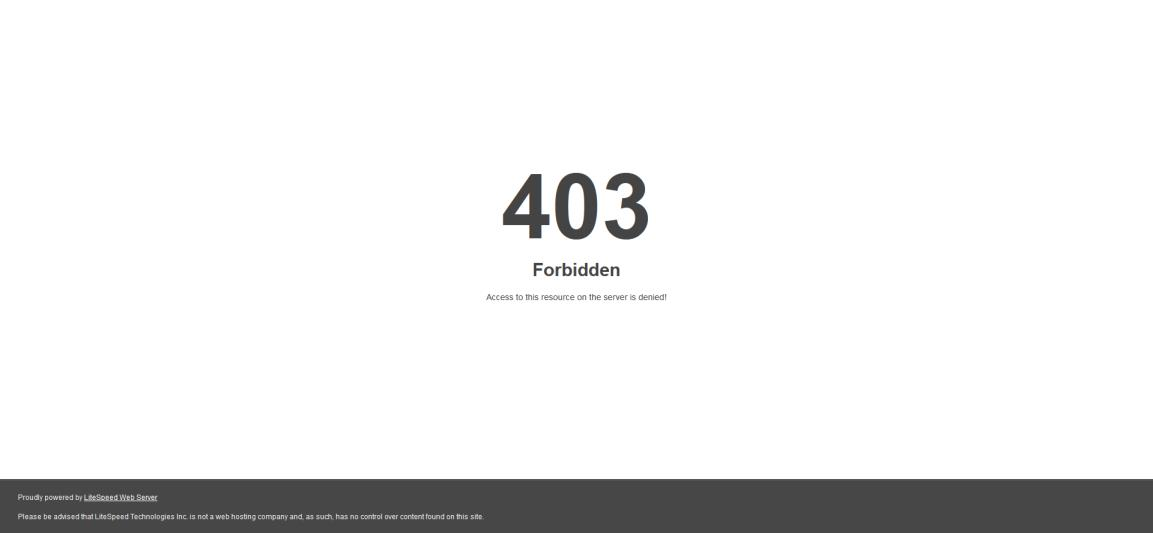 403
Forbidden
Access to this resource on the server is denied!
Proudly powered by LiteSpeed Web Server
Please be advised that LiteSpeed Technologies Inc. is not a web hosting company and, as such, has no control over content found on this site.